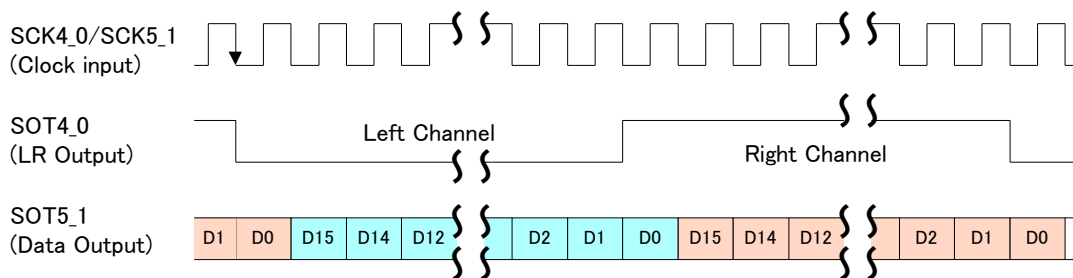 SCK4_0/SCK5_1
(Clock input)
SOT4_0
(LR Output)
Left Channel
Right Channel
SOT5_1
(Data Output)
D1 D0 D15 D14 D12 D2 D1 D0 D15 D14 D12 D2 D1 D0